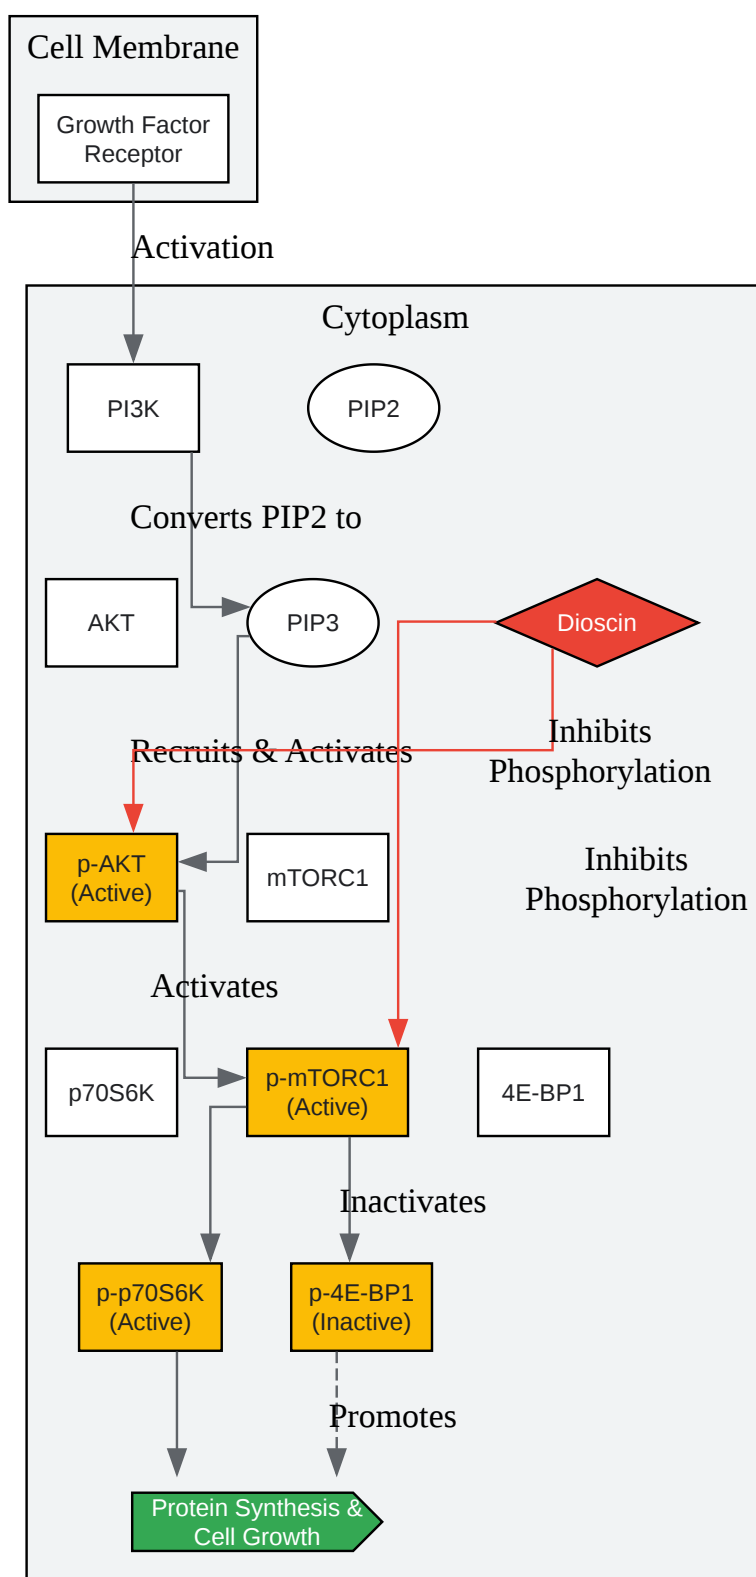 Cell Membrane
Growth Factor
Receptor
Activation
Cytoplasm
PI3K
PIP2
Converts PIP2 to
AKT
PIP3
Dioscin
Recruits & Activates
Inhibits
Phosphorylation
p-AKT
(Active)
mTORC1
Inhibits
Phosphorylation
Activates
p70S6K
p-mTORC1
(Active)
4E-BP1
Inactivates
p-p70S6K
(Active)
p-4E-BP1
(Inactive)
Promotes
Protein Synthesis &
Cell Growth